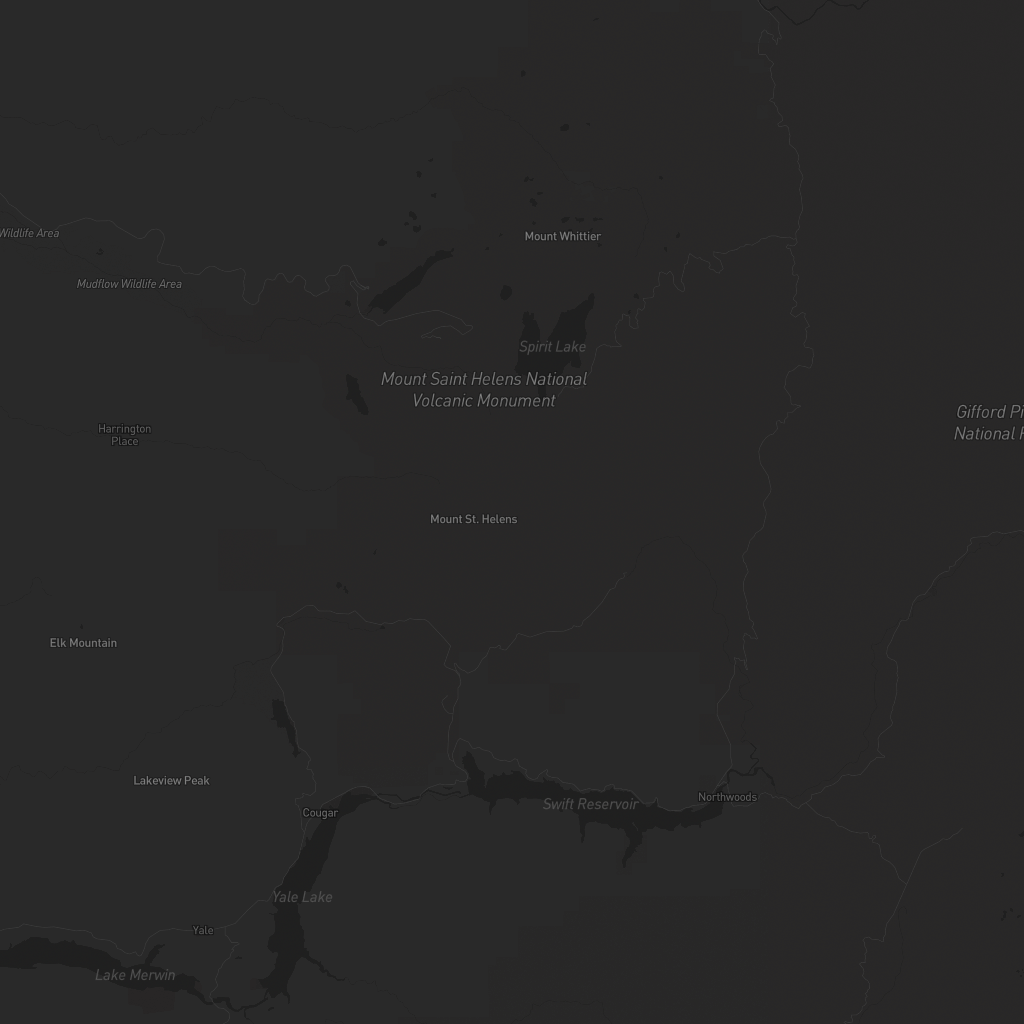 Wildlife Area
Mount Whittier
Mudflow Wildlife Area
Spirit Lake
Mount Saint Helens National
Volcanic Monument
Gifford Pi
National F
Harrington
Place
Mount St. Helens
Elk Mountain
Lakeview Peak
Northwoods
Swift Reservoir
Cougar
Yale Lake
Yale
Lake Merwin